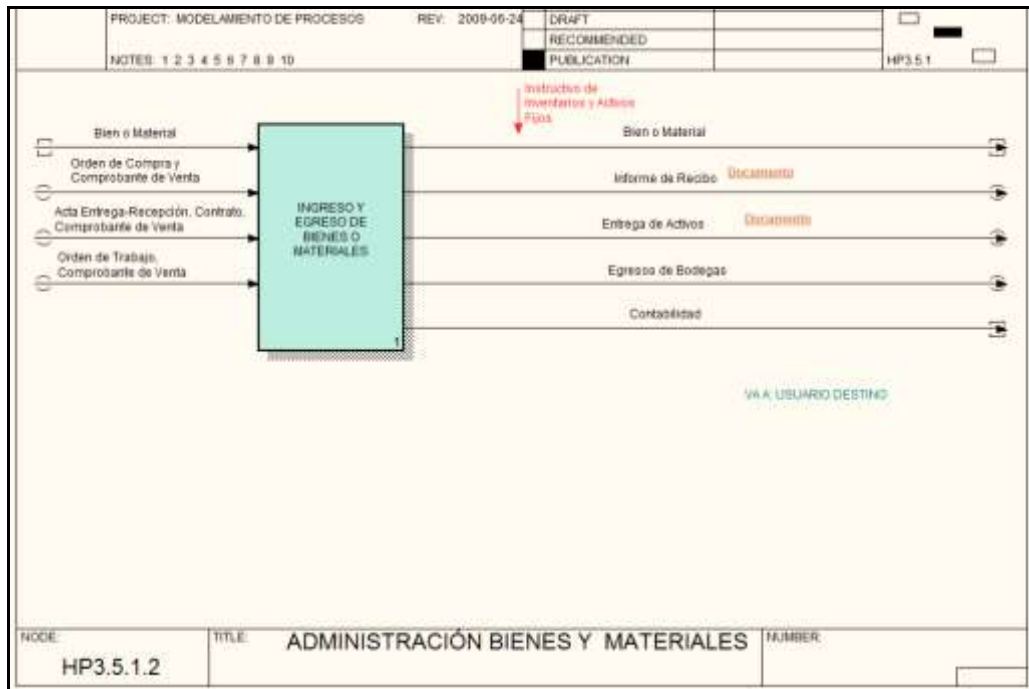 PROJECT: MODELAMIENTO DE PROCESOS
REV: 2009-06-24
DRAFT
RECOMMENDED
NOTES: 1 2 3 4 5 6 7 8 9 10
PUBLICATION
HP3.5.1
Instructivo de
Inventarios y Activos
Fijos
Bien o Material
Bien o Material
Orden de Compra y
Comprobante de Venta
Informe de Recibo
Documento
Acta Entrega-Recepción, Contrato,
Comprobante de Venta
INGRESO Y
EGRESO DE
BIENES O
MATERIALES
1
Entrega de Activos
Documento
Orden de Trabajo,
Comprobante de Venta
Egresos de Bodegas
Contabilidad
VA A: USUARIO DESTINO
NODE:
HP3.5.1.2
TITLE:
ADMINISTRACIÓN BIENES Y MATERIALES
NUMBER: